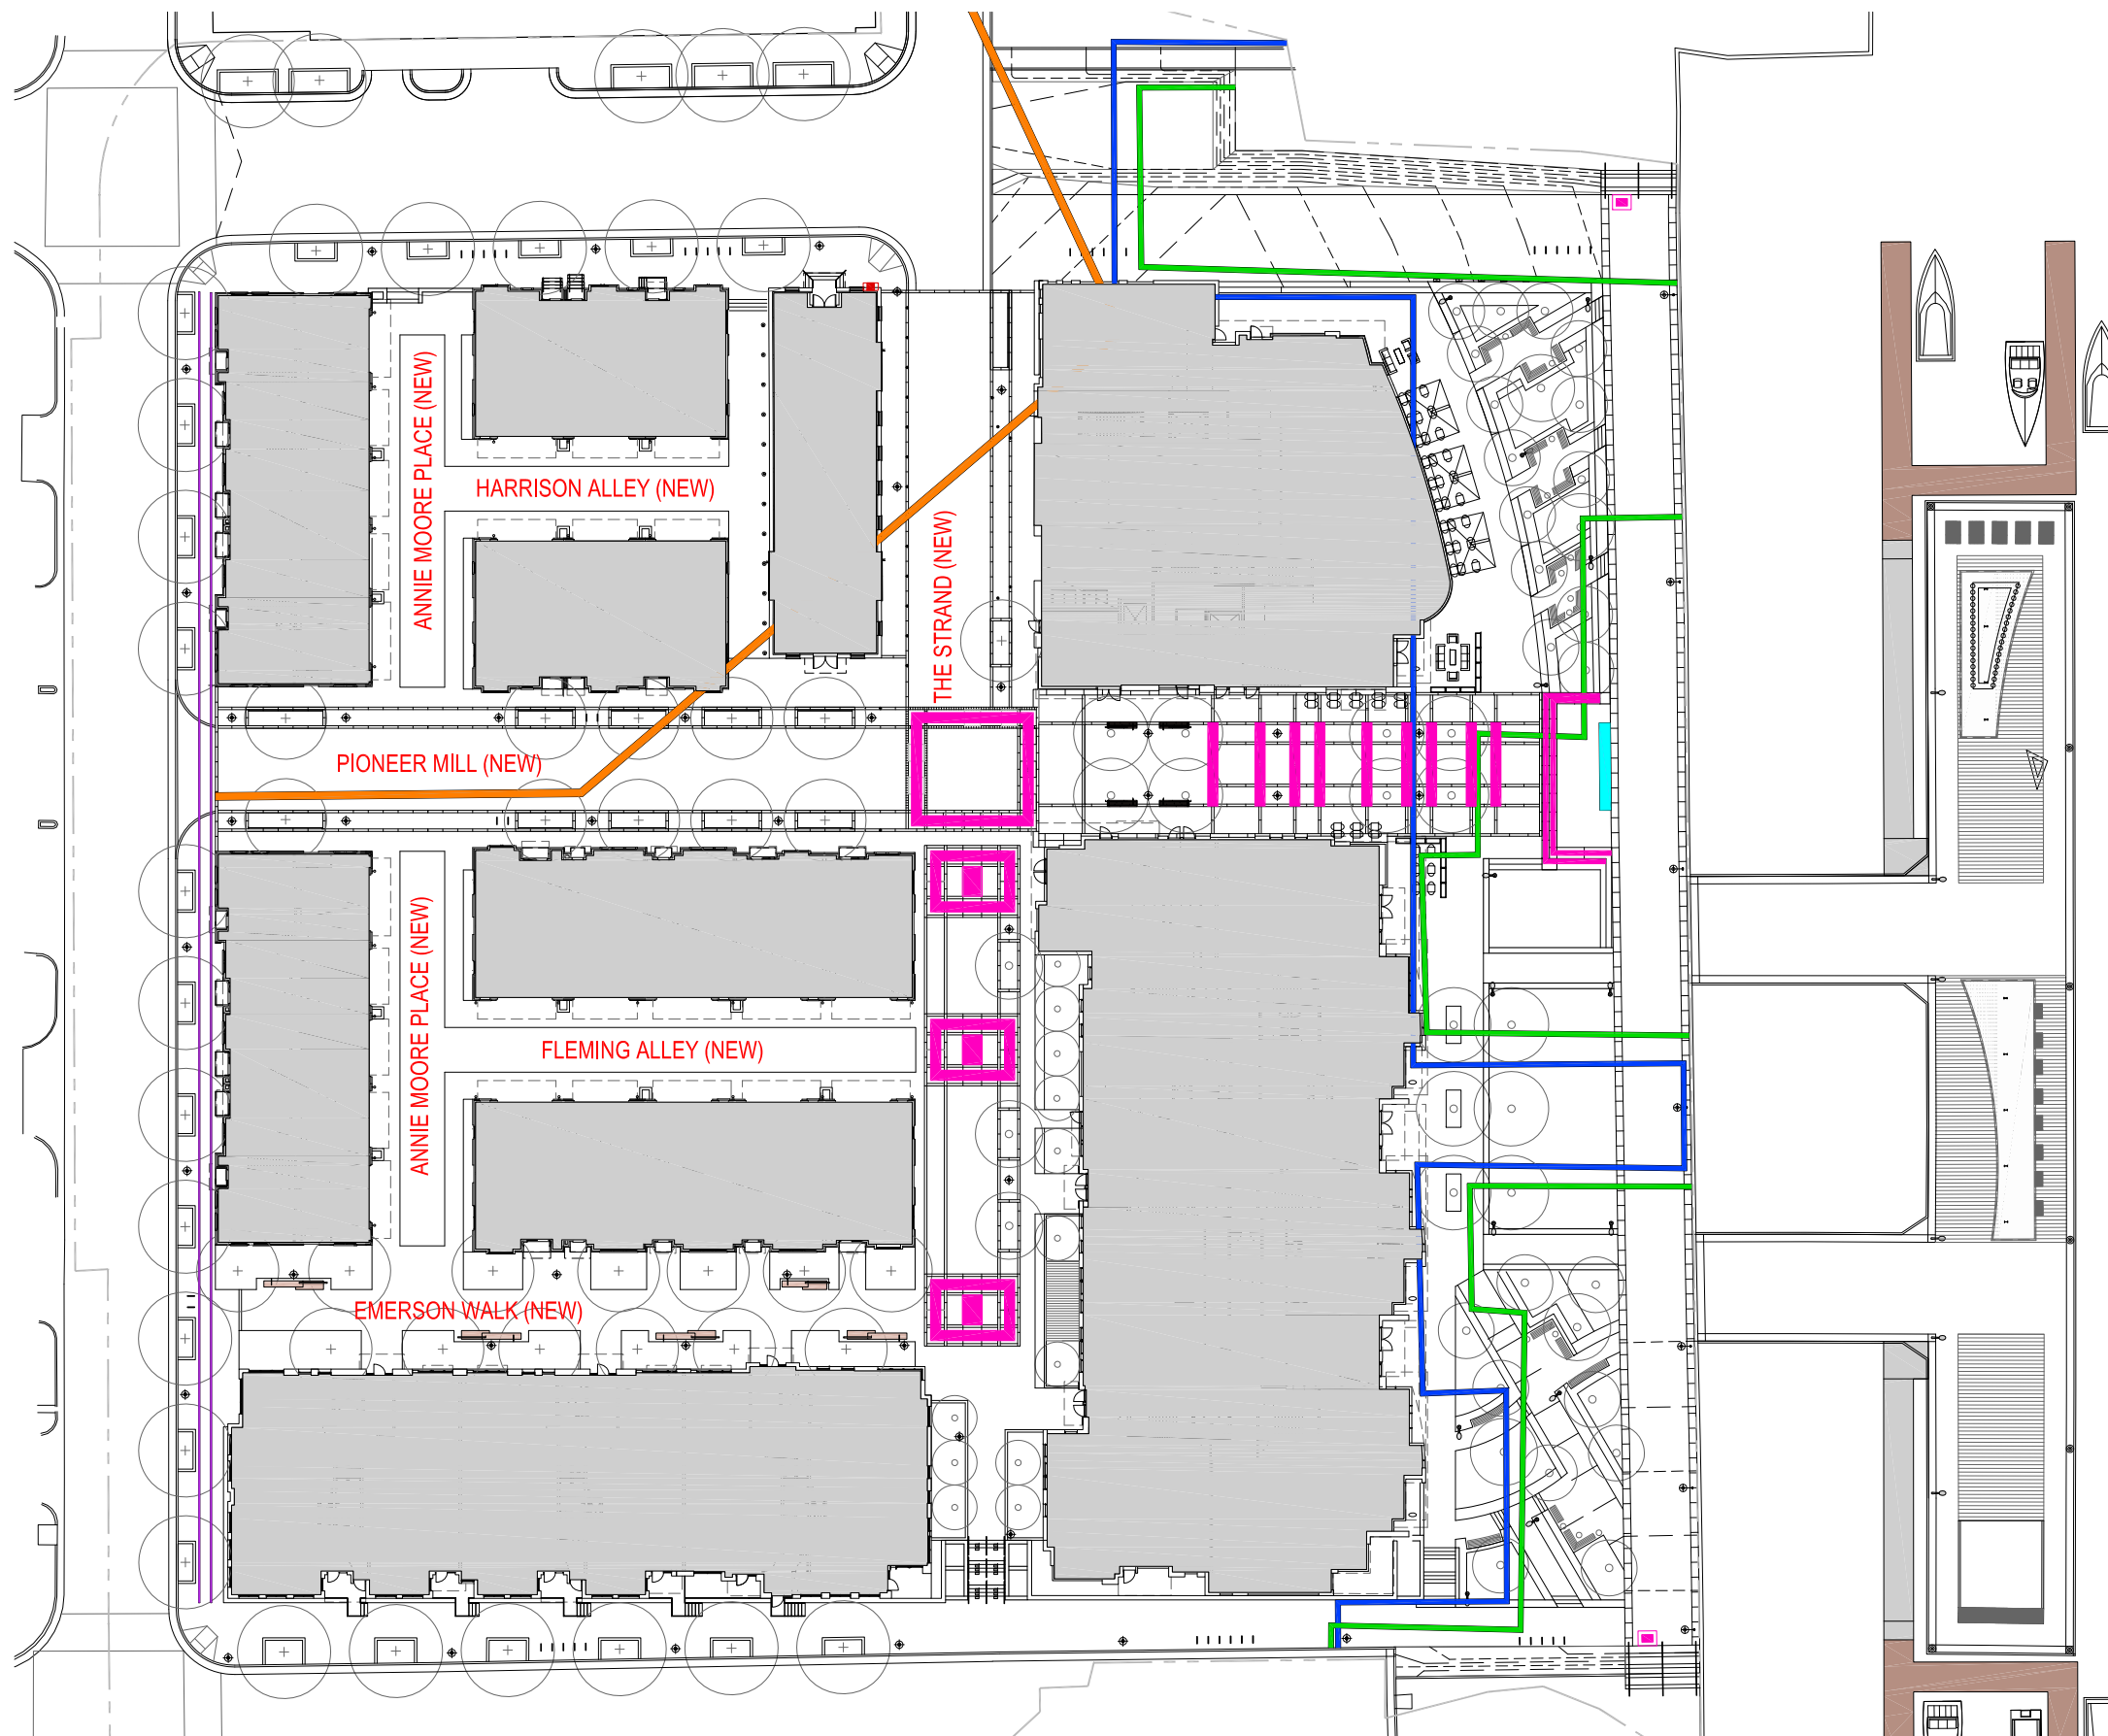 ANNIE MOORE PLACE (NEW)
HARRISON ALLEY (NEW)
THE STRAND (NEW)
PIONEER MILL (NEW)
ANNIE MOORE PLACE (NEW)
FLEMING ALLEY (NEW)
EMERSON WALK (NEW)